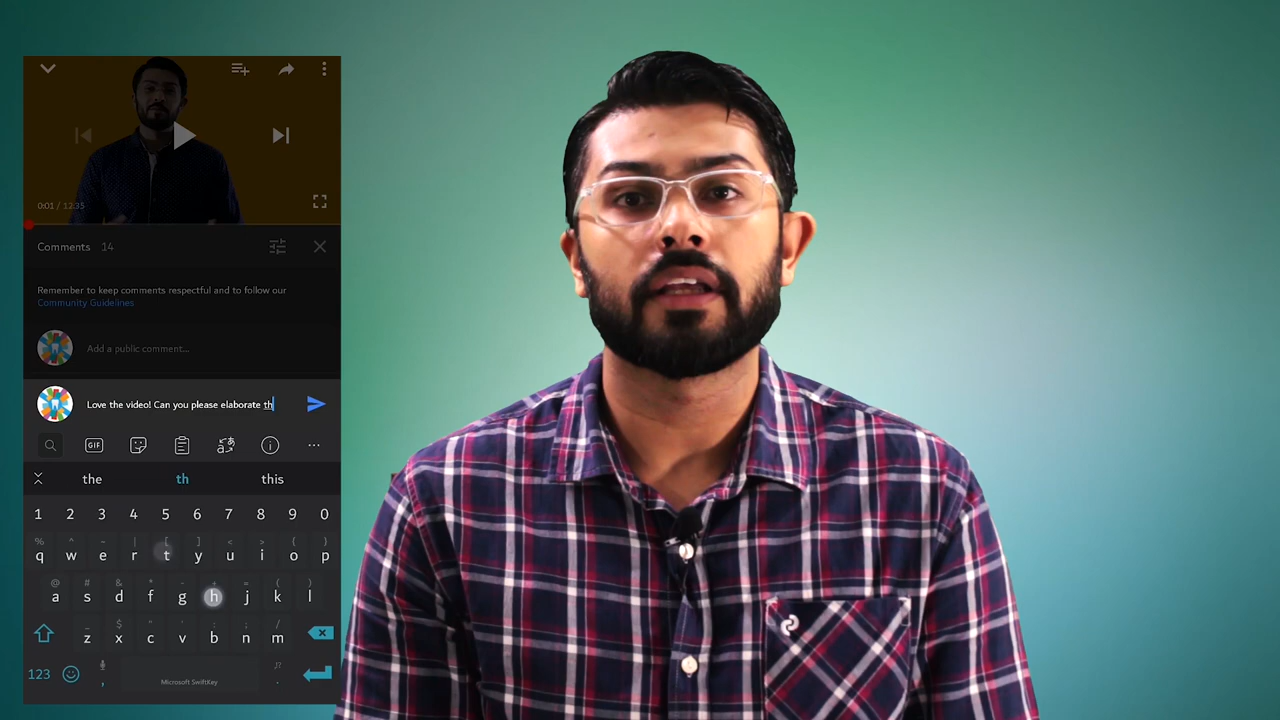 0:01 / 12:35
Comments 14
Remember to keep comments respectful and to follow our
Community Guidelines
Add a public comment...
Love the video! Can you please elaborate th
GIF
the th this
1 2 3 4 5 6 7 8 9 0
% ^ ~ | [ ] < > { }
q w e r t y u i o p
@ # & * - + = ( )
a s d f g h j k l
_ $ " ' : ; /
z x c v b n m
123 , Microsoft SwiftKey !? .